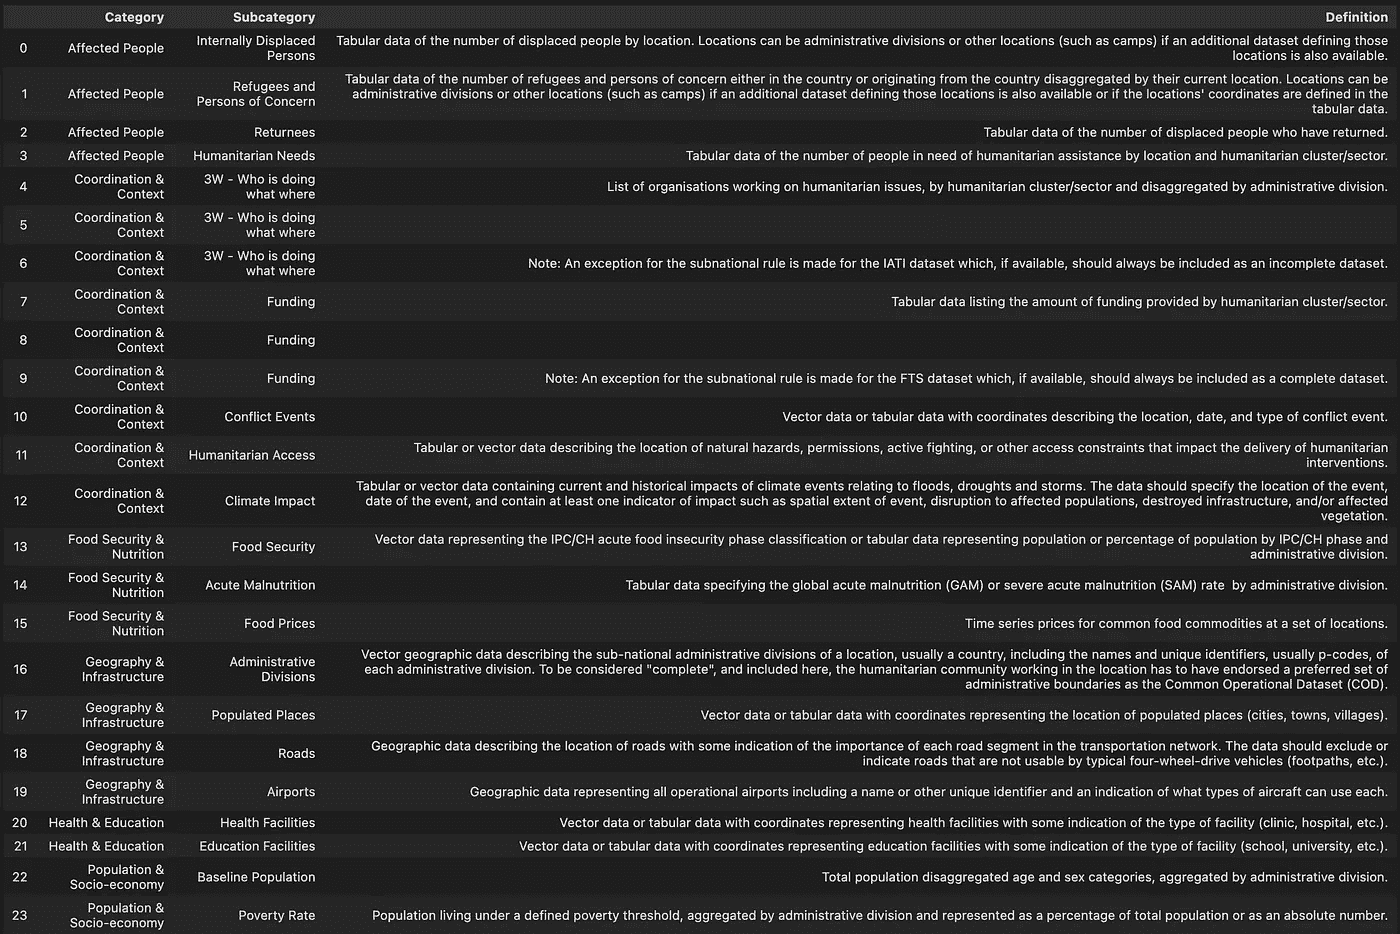 Category Subcategory Definition
0 Affected People Internally Displaced Persons Tabular data of the number of displaced people by location. Locations can be administrative divisions or other locations (such as camps) if an additional dataset defining those locations is also available.
1 Affected People Refugees and Persons of Concern Tabular data of the number of refugees and persons of concern either in the country or originating from the country disaggregated by their current location. Locations can be administrative divisions or other locations (such as camps) if an additional dataset defining those locations is also available or if the locations' coordinates are defined in the tabular data.
2 Affected People Returnees Tabular data of the number of displaced people who have returned.
3 Affected People Humanitarian Needs Tabular data of the number of people in need of humanitarian assistance by location and humanitarian cluster/sector.
4 Coordination & Context 3W - Who is doing what where List of organisations working on humanitarian issues, by humanitarian cluster/sector and disaggregated by administrative division.
5 Coordination & Context 3W - Who is doing what where
6 Coordination & Context 3W - Who is doing what where Note: An exception for the subnational rule is made for the IATI dataset which, if available, should always be included as an incomplete dataset.
7 Coordination & Context Funding Tabular data listing the amount of funding provided by humanitarian cluster/sector.
8 Coordination & Context Funding
9 Coordination & Context Funding Note: An exception for the subnational rule is made for the FTS dataset which, if available, should always be included as a complete dataset.
10 Coordination & Context Conflict Events Vector data or tabular data with coordinates describing the location, date, and type of conflict event.
11 Coordination & Context Humanitarian Access Tabular or vector data describing the location of natural hazards, permissions, active fighting, or other access constraints that impact the delivery of humanitarian interventions.
12 Coordination & Context Climate Impact Tabular or vector data containing current and historical impacts of climate events relating to floods, droughts and storms. The data should specify the location of the event, date of the event, and contain at least one indicator of impact such as spatial extent of event, disruption to affected populations, destroyed infrastructure, and/or affected vegetation.
13 Food Security & Nutrition Food Security Vector data representing the IPC/CH acute food insecurity phase classification or tabular data representing population or percentage of population by IPC/CH phase and administrative division.
14 Food Security & Nutrition Acute Malnutrition Tabular data specifying the global acute malnutrition (GAM) or severe acute malnutrition (SAM) rate by administrative division.
15 Food Security & Nutrition Food Prices Time series prices for common food commodities at a set of locations.
16 Geography & Infrastructure Administrative Divisions Vector geographic data describing the sub-national administrative divisions of a location, usually a country, including the names and unique identifiers, usually p-codes, of each administrative division. To be considered "complete", and included here, the humanitarian community working in the location has to have endorsed a preferred set of administrative boundaries as the Common Operational Dataset (COD).
17 Geography & Infrastructure Populated Places Vector data or tabular data with coordinates representing the location of populated places (cities, towns, villages).
18 Geography & Infrastructure Roads Geographic data describing the location of roads with some indication of the importance of each road segment in the transportation network. The data should exclude or indicate roads that are not usable by typical four-wheel-drive vehicles (footpaths, etc.).
19 Geography & Infrastructure Airports Geographic data representing all operational airports including a name or other unique identifier and an indication of what types of aircraft can use each.
20 Health & Education Health Facilities Vector data or tabular data with coordinates representing health facilities with some indication of the type of facility (clinic, hospital, etc.).
21 Health & Education Education Facilities Vector data or tabular data with coordinates representing education facilities with some indication of the type of facility (school, university, etc.).
22 Population & Socio-economy Baseline Population Total population disaggregated age and sex categories, aggregated by administrative division.
23 Population & Socio-economy Poverty Rate Population living under a defined poverty threshold, aggregated by administrative division and represented as a percentage of total population or as an absolute number.